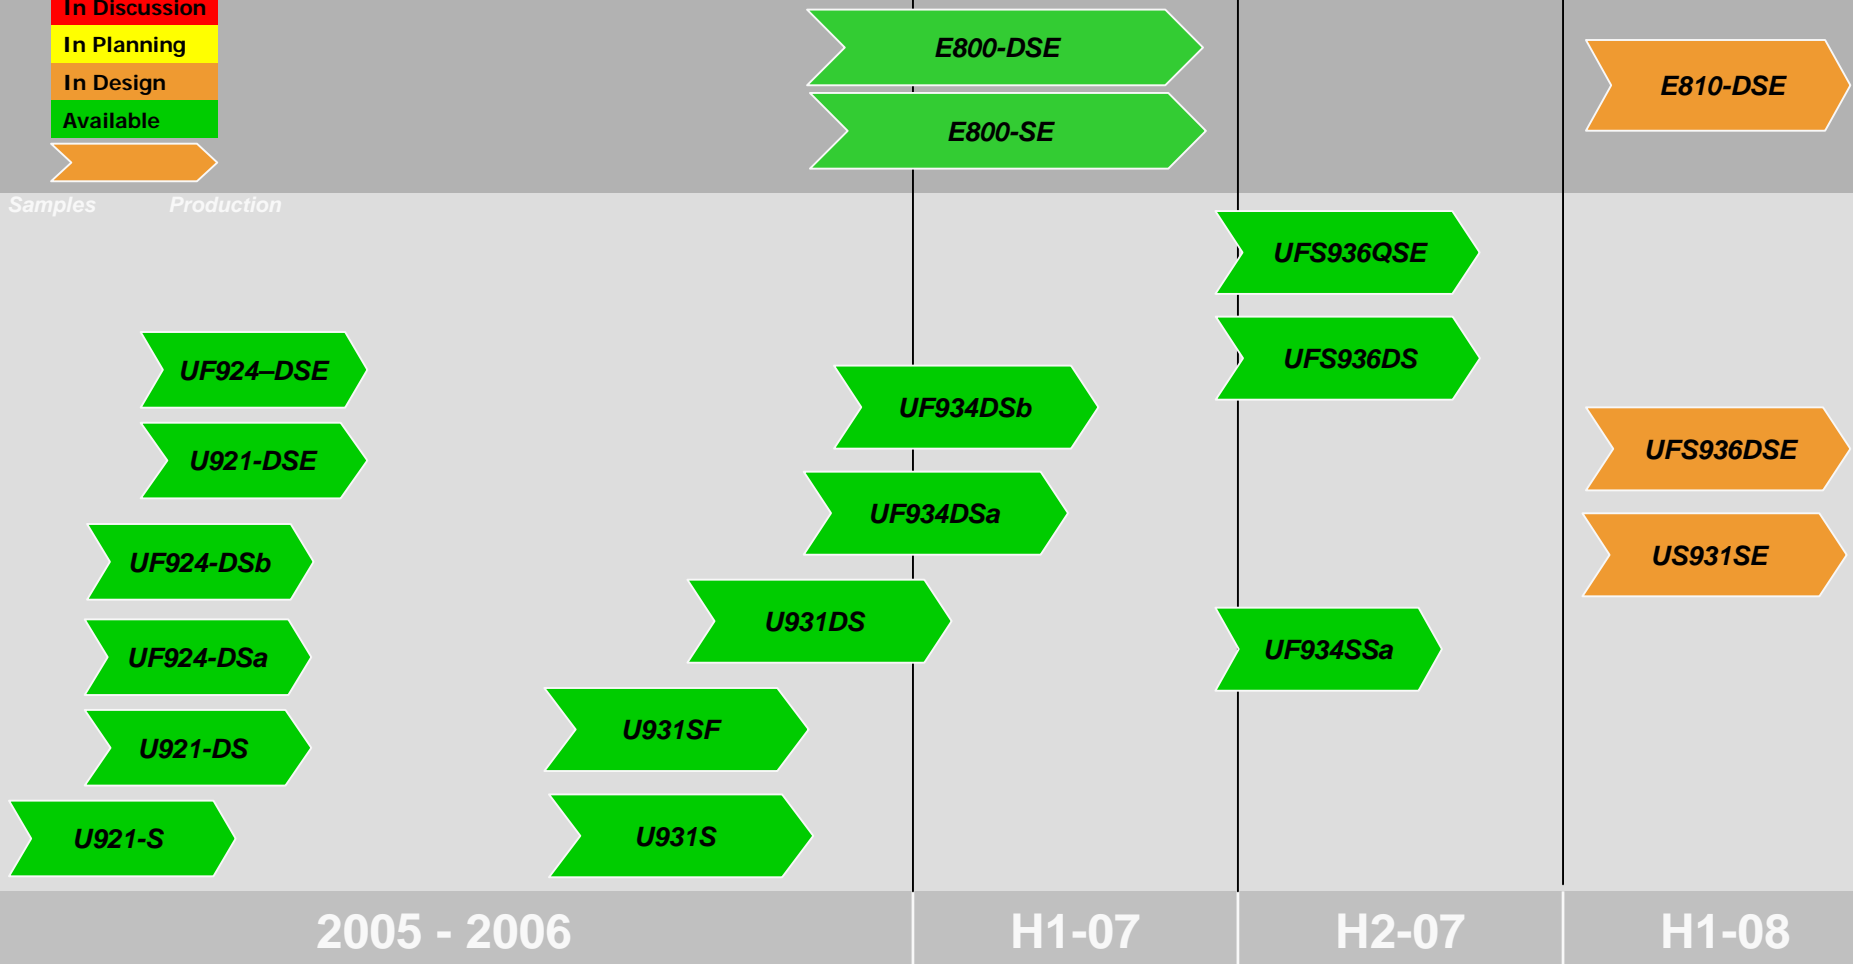 In Discussion
In Planning
In Design
Available
Samples Production
E800-DSE
E800-SE
E810-DSE
UFS936QSE
UFS936DS
UF924–DSE
U921-DSE
UF934DSb
UFS936DSE
UF934DSa
US931SE
UF924-DSb
U931DS
UF924-DSa
UF934SSa
U921-DS
U931SF
U921-S
U931S
2005 - 2006
H1-07
H2-07
H1-08